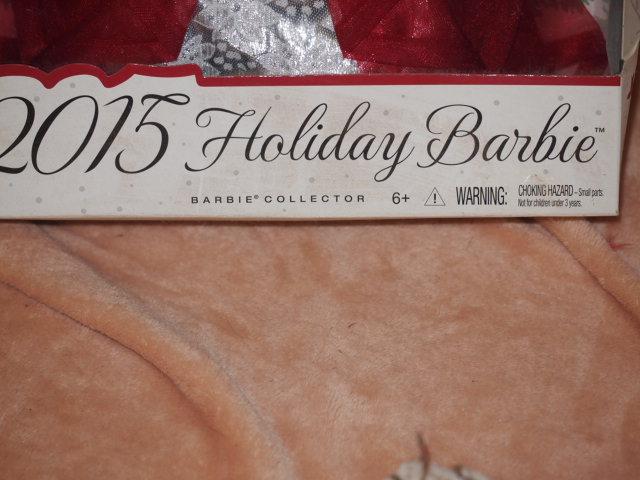 2015 Holiday Barbie™
BARBIE® COLLECTOR 6+ WARNING: CHOKING HAZARD – Small parts.
Not for children under 3 years.